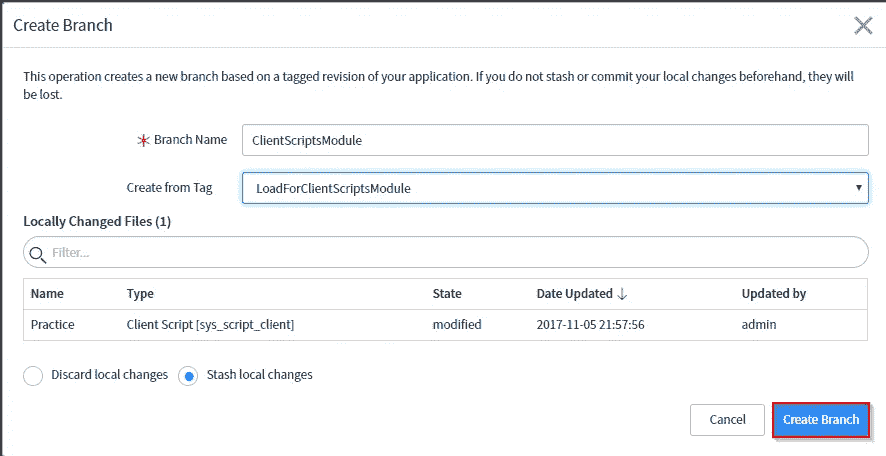 Create Branch
This operation creates a new branch based on a tagged revision of your application. If you do not stash or commit your local changes beforehand, they will
be lost.
Branch Name ClientScriptsModule
Create from Tag LoadForClientScriptsModule
Locally Changed Files (1)
Filter...
Name Type State Date Updated Updated by
Practice Client Script [sys_script_client] modified 2017-11-05 21:57:56 admin
Discard local changes Stash local changes
Cancel Create Branch